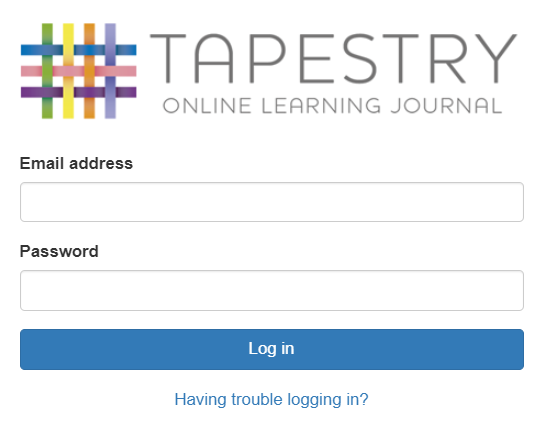 TAPESTRY
ONLINE LEARNING JOURNAL
Email address
Password
Log in
Having trouble logging in?